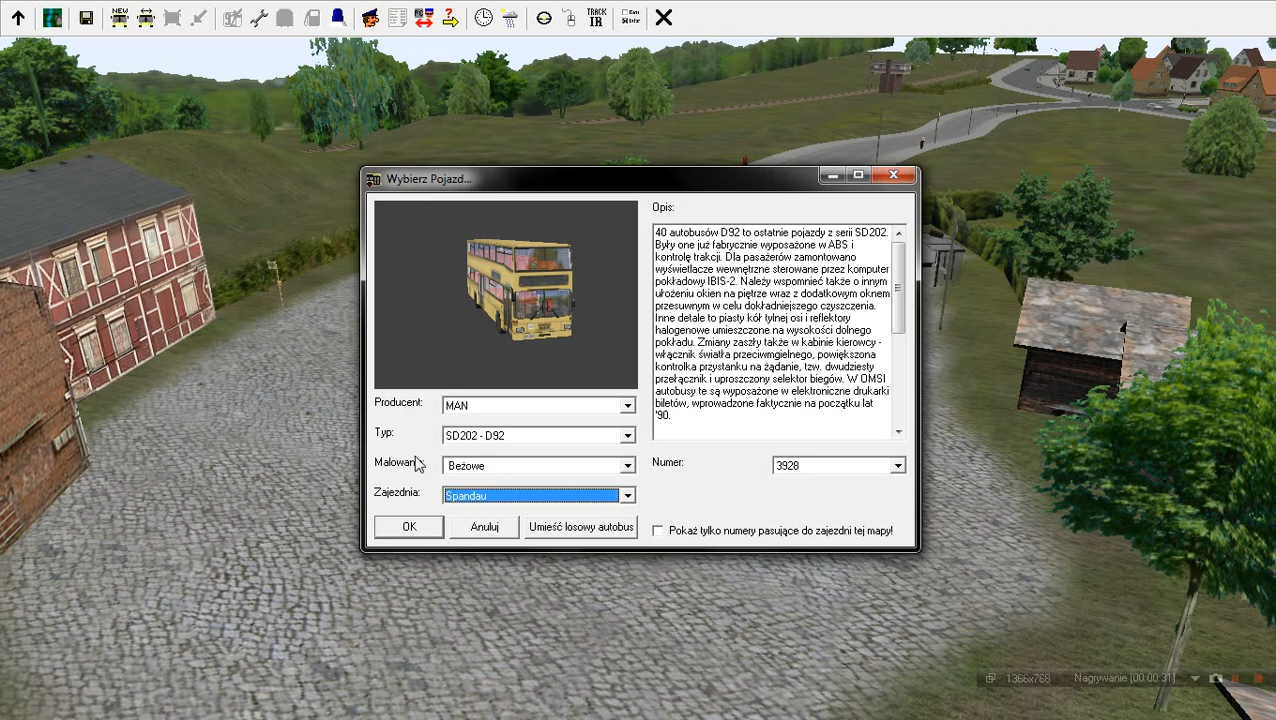 NEW
TRACK
IR
Wybierz Pojazd...
Opis:
40 autobusów D92 to ostatnie pojazdy z serii SD202.
Były one już fabrycznie wyposażone w ABS i
kontrolę trakcji. Dla pasażerów zamontowano
wyświetlacze wewnętrzne sterowane przez komputer
pokładowy IBIS-2. Należy wspomnieć także o innym
ułożeniu okien na piętrze wraz z dodatkowym oknem
przesuwnym w celu dokładniejszego czyszczenia.
Inne detale to piasty kół tylnej osi i reflektory
halogenowe umieszczone na wysokości dolnego
pokładu. Zmiany zaszły także w kabinie kierowcy -
włącznik światła przeciwmgielnego, powiększona
kontrolka przystanku na żądanie, tzw. dwudziesty
przełącznik i uproszczony selektor biegów. W OMSI
autobusy te są wyposażone w elektroniczne drukarki
biletów, wprowadzone faktycznie na początku lat
'90.
Producent:
MAN
Typ:
SD202 - D92
Malowan
Beżowe
Numer:
3928
Zajezdnia:
Spandau
OK
Anuluj
Umieść losowy autobus
Pokaż tylko numery pasujące do zajezdni tej mapy!
1366x768
Nagrywanie [00:00:31]